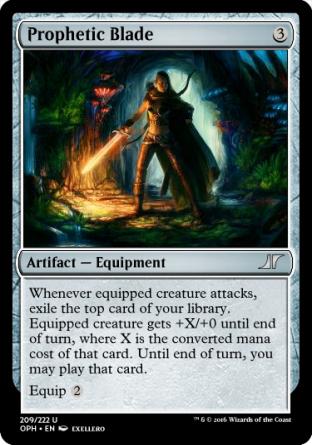 Prophetic Blade 3
Artifact — Equipment
Whenever equipped creature attacks,
exile the top card of your library.
Equipped creature gets +X/+0 until end
of turn, where X is the converted mana
cost of that card. Until end of turn, you
may play that card.
Equip 2
209/222 U
OPH • EN EXELLERO
™ & © 2016 Wizards of the Coast